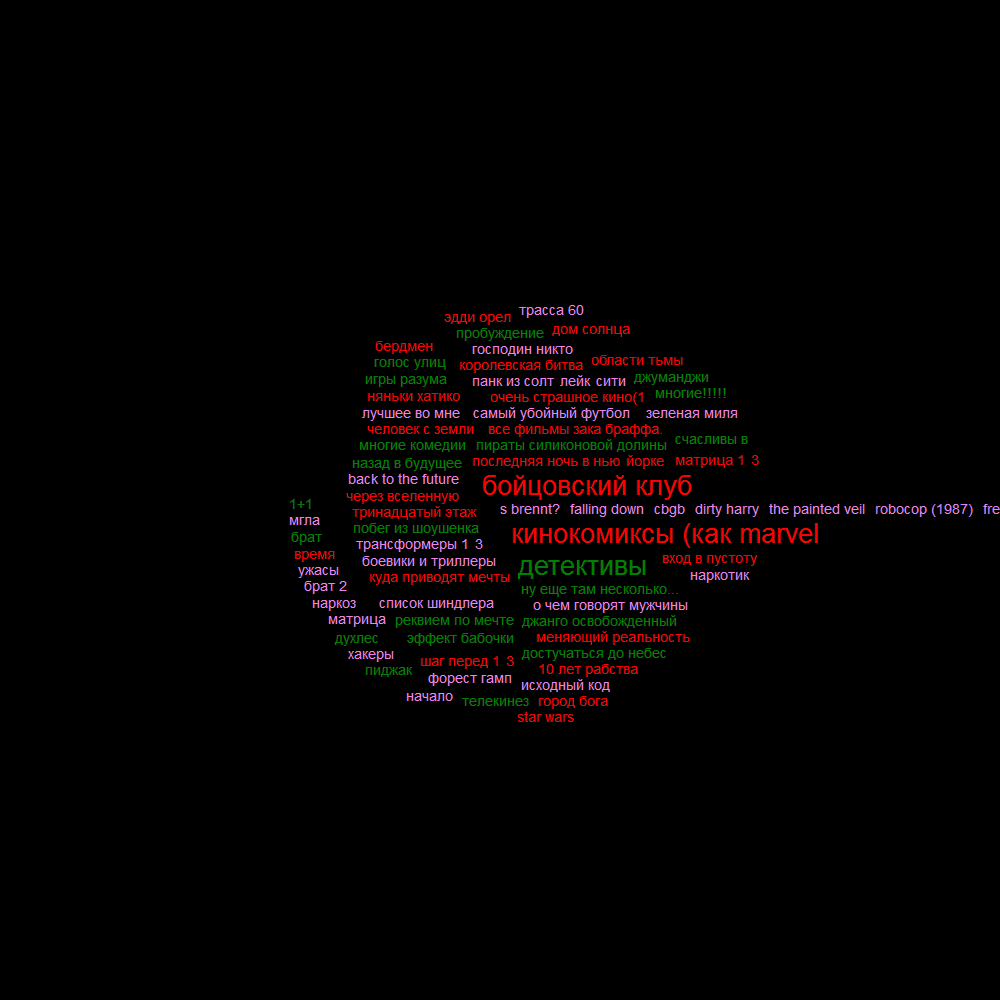 трасса 60
эдди орел
дом солнца
пробуждение
бердмен
господин никто
голос улиц
королевская битва
области тьмы
игры разума
панк из солт лейк сити
джуманджи
няньки хатико
очень страшное кино(1
многие!!!!!
лучшее во мне
самый убойный футбол
зеленая миля
человек с земли
все фильмы зака браффа.
многие комедии
пираты силиконовой долины
счасливы в
назад в будущее
последняя ночь в нью йорке
матрица 1 3
back to the future
бойцовский клуб
через вселенную
1+1
тринадцатый этаж
s brennt? falling down cbgb dirty harry the painted veil robocop (1987) fre
мгла
побег из шоушенка
кинокомиксы (как marvel
брат
трансформеры 1 3
время
боевики и триллеры
детективы
вход в пустоту
ужасы
куда приводят мечты
наркотик
брат 2
ну еще там несколько...
наркоз
список шиндлера
о чем говорят мужчины
матрица
реквием по мечте
джанго освобожденный
духлес
эффект бабочки
меняющий реальность
хакеры
шаг перед 1 3
достучаться до небес
пиджак
форест гамп
10 лет рабства
исходный код
начало
телекинез
город бога
star wars